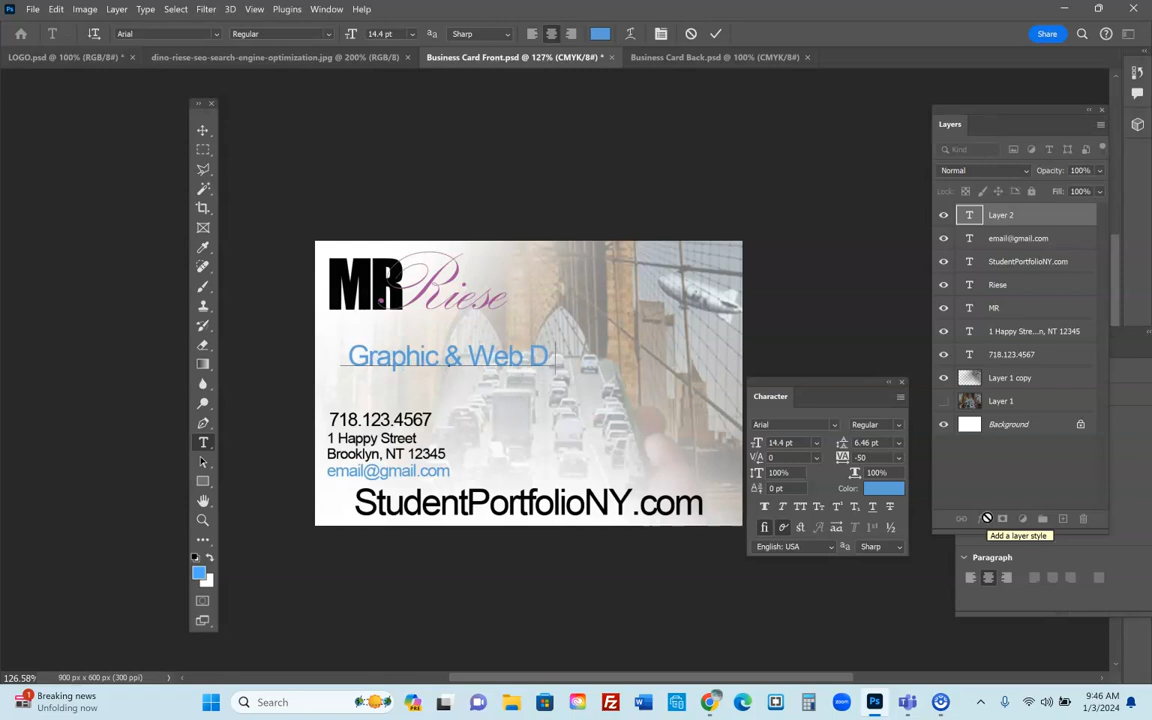 File Edit Image Layer Type Select Filter 3D View Plugins Window Help
Arial Regular 14.4 pt Sharp Share
LOGO.psd @ 100% (RGB/8#) * dino-riese-seo-search-engine-optimization.jpg @ 200% (RGB/8) Business Card Front.psd @ 127% (CMYK/8#) * Business Card Back.psd @ 100% (CMYK/8#)
Layers
Kind
Normal Opacity: 100%
Lock: Fill: 100%
Layer 2
email@gmail.com
StudentPortfolioNY.com
Riese
MR
1 Happy Stre...n, NT 12345
718.123.4567
Layer 1 copy
Layer 1
Background
Add a layer style
Paragraph
MR Riese
Graphic & Web D
718.123.4567
1 Happy Street
Brooklyn, NT 12345
email@gmail.com
StudentPortfolioNY.com
Character
Arial Regular
14.4 pt 6.46 pt
0 -50
100% 100%
0 pt Color:
English: USA Sharp
126.58% 900 px x 600 px (300 ppi)
Breaking news
Unfolding now
Search
9:46 AM
1/3/2024